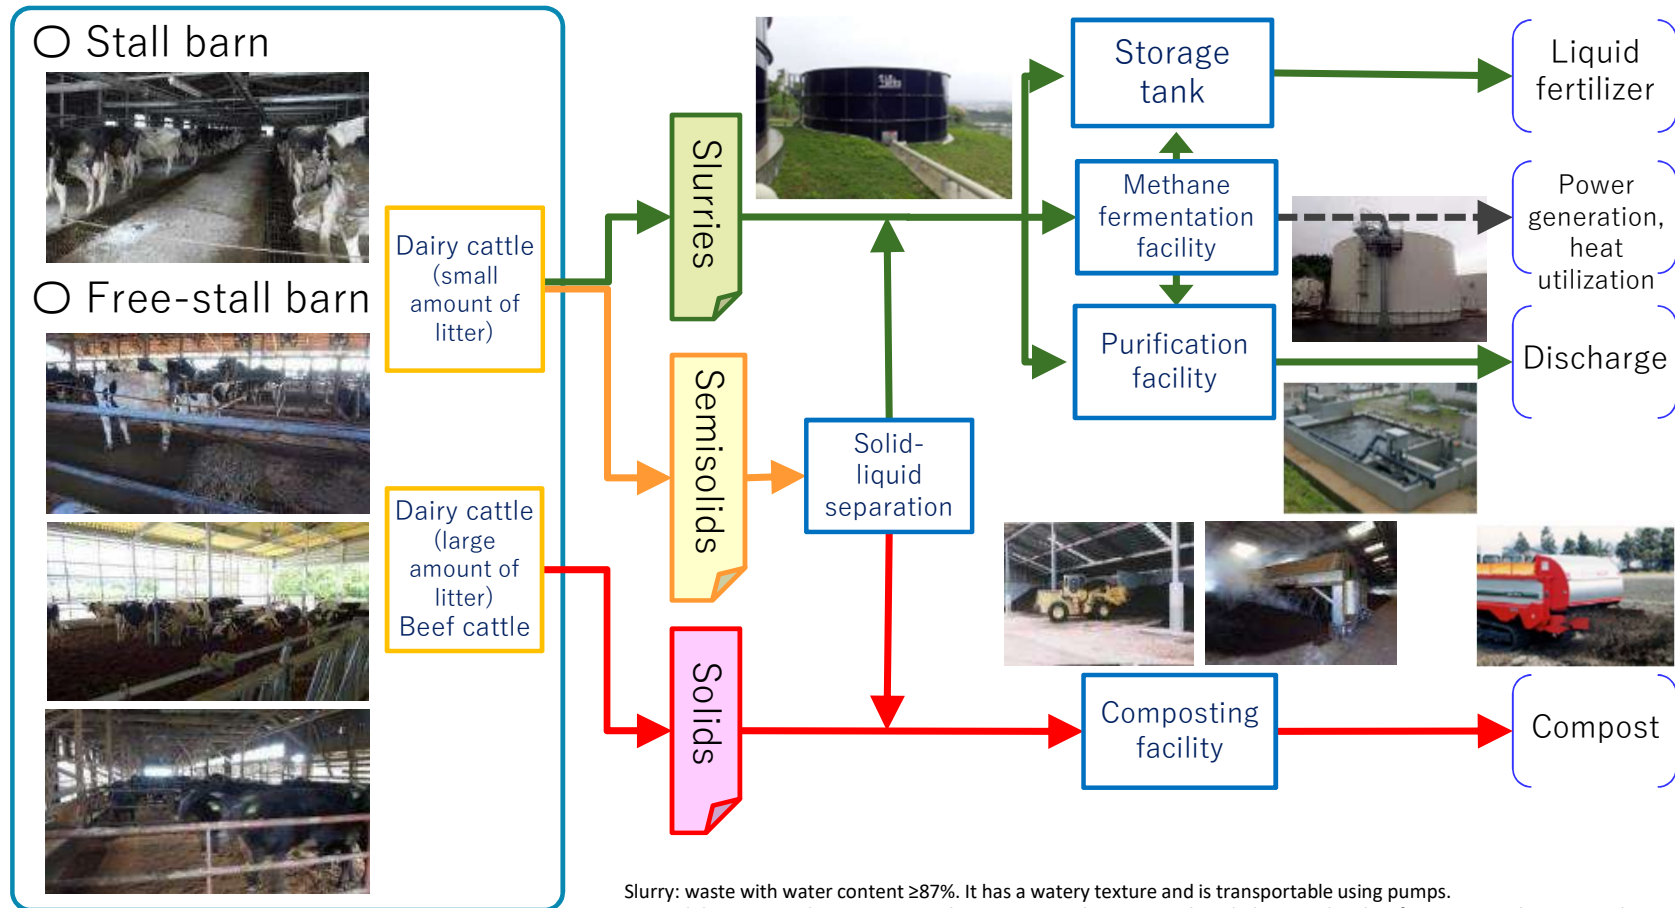 ○ Stall barn
○ Free-stall barn
Dairy cattle
(small
amount of
litter)
Dairy cattle
(large
amount of
litter)
Beef cattle
Slurries
Semisolids
Solids
Solid-
liquid
separation
Storage
tank
Methane
fermentation
facility
Purification
facility
Composting
facility
Liquid
fertilizer
Power
generation,
heat
utilization
Discharge
Compost
Slurry: waste with water content ≥87%. It has a watery texture and is transportable using pumps.